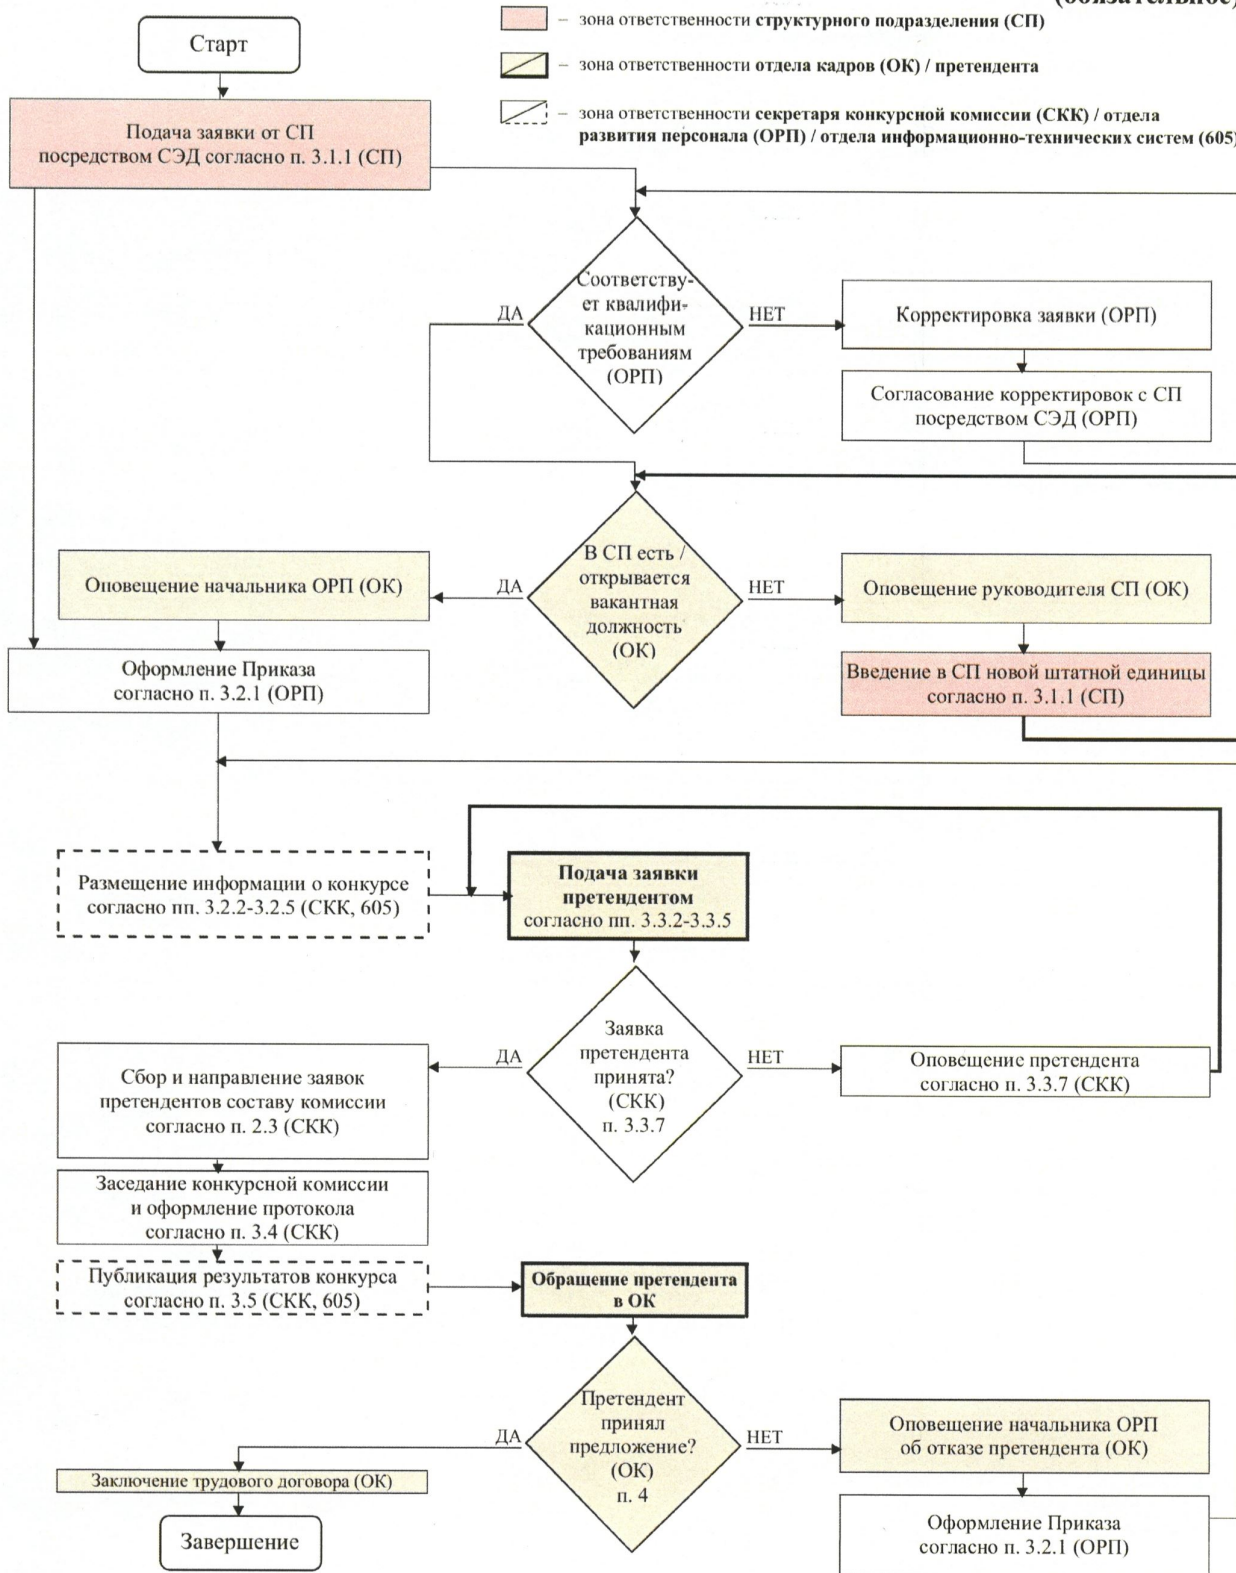 (обязательное)
– зона ответственности структурного подразделения (СП)
– зона ответственности отдела кадров (ОК) / претендента
– зона ответственности секретаря конкурсной комиссии (СКК) / отдела
развития персонала (ОРП) / отдела информационно-технических систем (605)
Старт
Подача заявки от СП
посредством СЭД согласно п. 3.1.1 (СП)
Соответству-
ет квалифи-
кационным
требованиям
(ОРП)
ДА
НЕТ
Корректировка заявки (ОРП)
Согласование корректировок с СП
посредством СЭД (ОРП)
В СП есть /
открывается
вакантная
должность
(ОК)
ДА
НЕТ
Оповещение начальника ОРП (ОК)
Оповещение руководителя СП (ОК)
Оформление Приказа
согласно п. 3.2.1 (ОРП)
Введение в СП новой штатной единицы
согласно п. 3.1.1 (СП)
Размещение информации о конкурсе
согласно пп. 3.2.2-3.2.5 (СКК, 605)
Подача заявки
претендентом
согласно пп. 3.3.2-3.3.5
Заявка
претендента
принята?
(СКК)
п. 3.3.7
ДА
НЕТ
Оповещение претендента
согласно п. 3.3.7 (СКК)
Сбор и направление заявок
претендентов составу комиссии
согласно п. 2.3 (СКК)
Заседание конкурсной комиссии
и оформление протокола
согласно п. 3.4 (СКК)
Публикация результатов конкурса
согласно п. 3.5 (СКК, 605)
Обращение претендента
в ОК
Претендент
принял
предложение?
(ОК)
п. 4
ДА
НЕТ
Оповещение начальника ОРП
об отказе претендента (ОК)
Заключение трудового договора (ОК)
Оформление Приказа
согласно п. 3.2.1 (ОРП)
Завершение